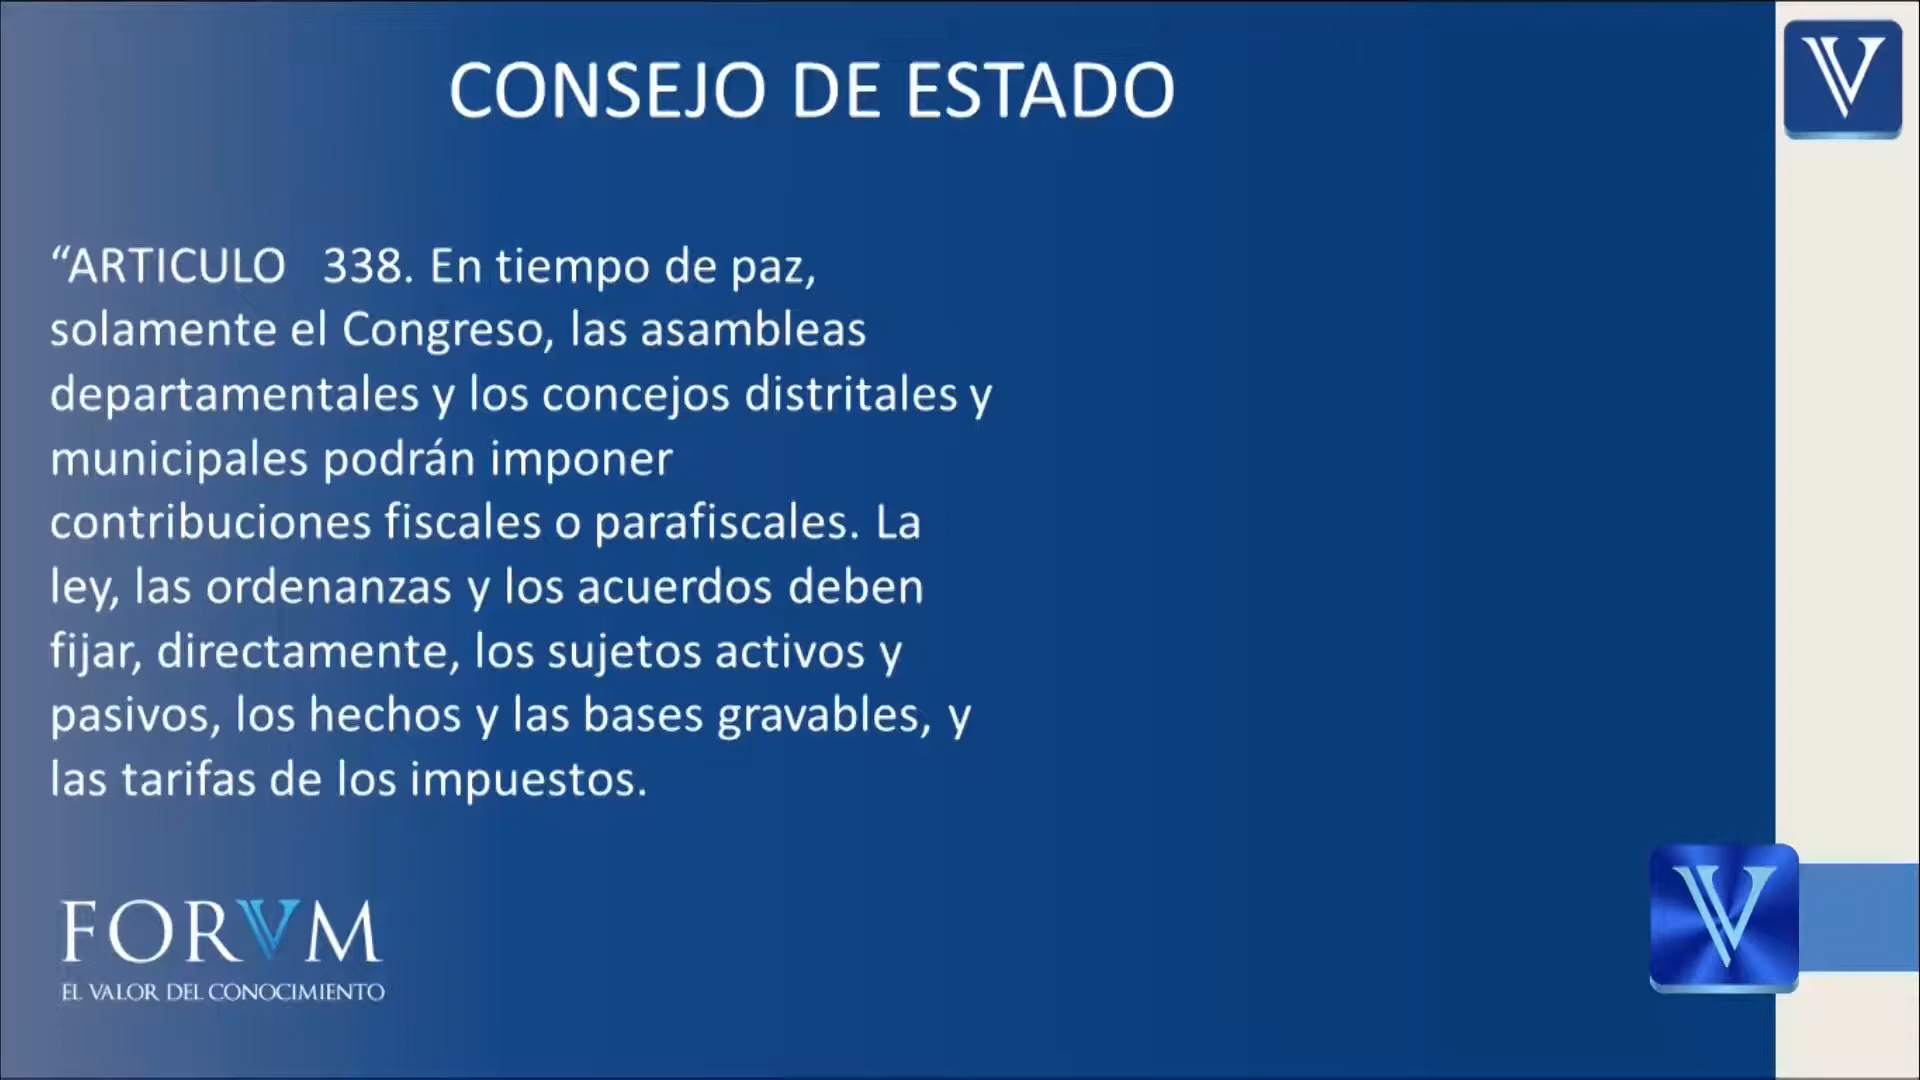 CONSEJO DE ESTADO
“ARTICULO 338. En tiempo de paz,
solamente el Congreso, las asambleas
departamentales y los concejos distritales y
municipales podrán imponer
contribuciones fiscales o parafiscales. La
ley, las ordenanzas y los acuerdos deben
fijar, directamente, los sujetos activos y
pasivos, los hechos y las bases gravables, y
las tarifas de los impuestos.
FORVM
EL VALOR DEL CONOCIMIENTO
V
V